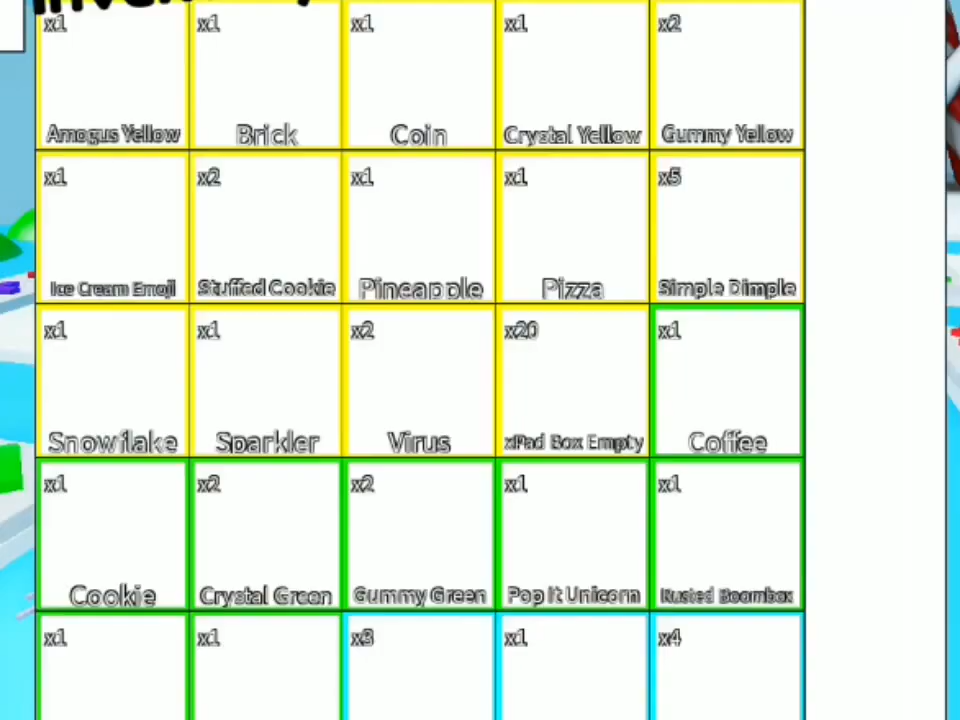 Inventory
x1 x1 x1 x1 x2
Amogus Yellow Brick Coin Crystal Yellow Gummy Yellow
x1 x2 x1 x1 x5
Ice Cream Emoji Stuffed Cookie Pineapple Pizza Simple Dimple
x1 x1 x2 x20 x1
Snowflake Sparkler Virus xPad Box Empty Coffee
x1 x2 x2 x1 x1
Cookie Crystal Green Gummy Green Pop It Unicorn Rusted Boombox
x1 x1 x3 x1 x4